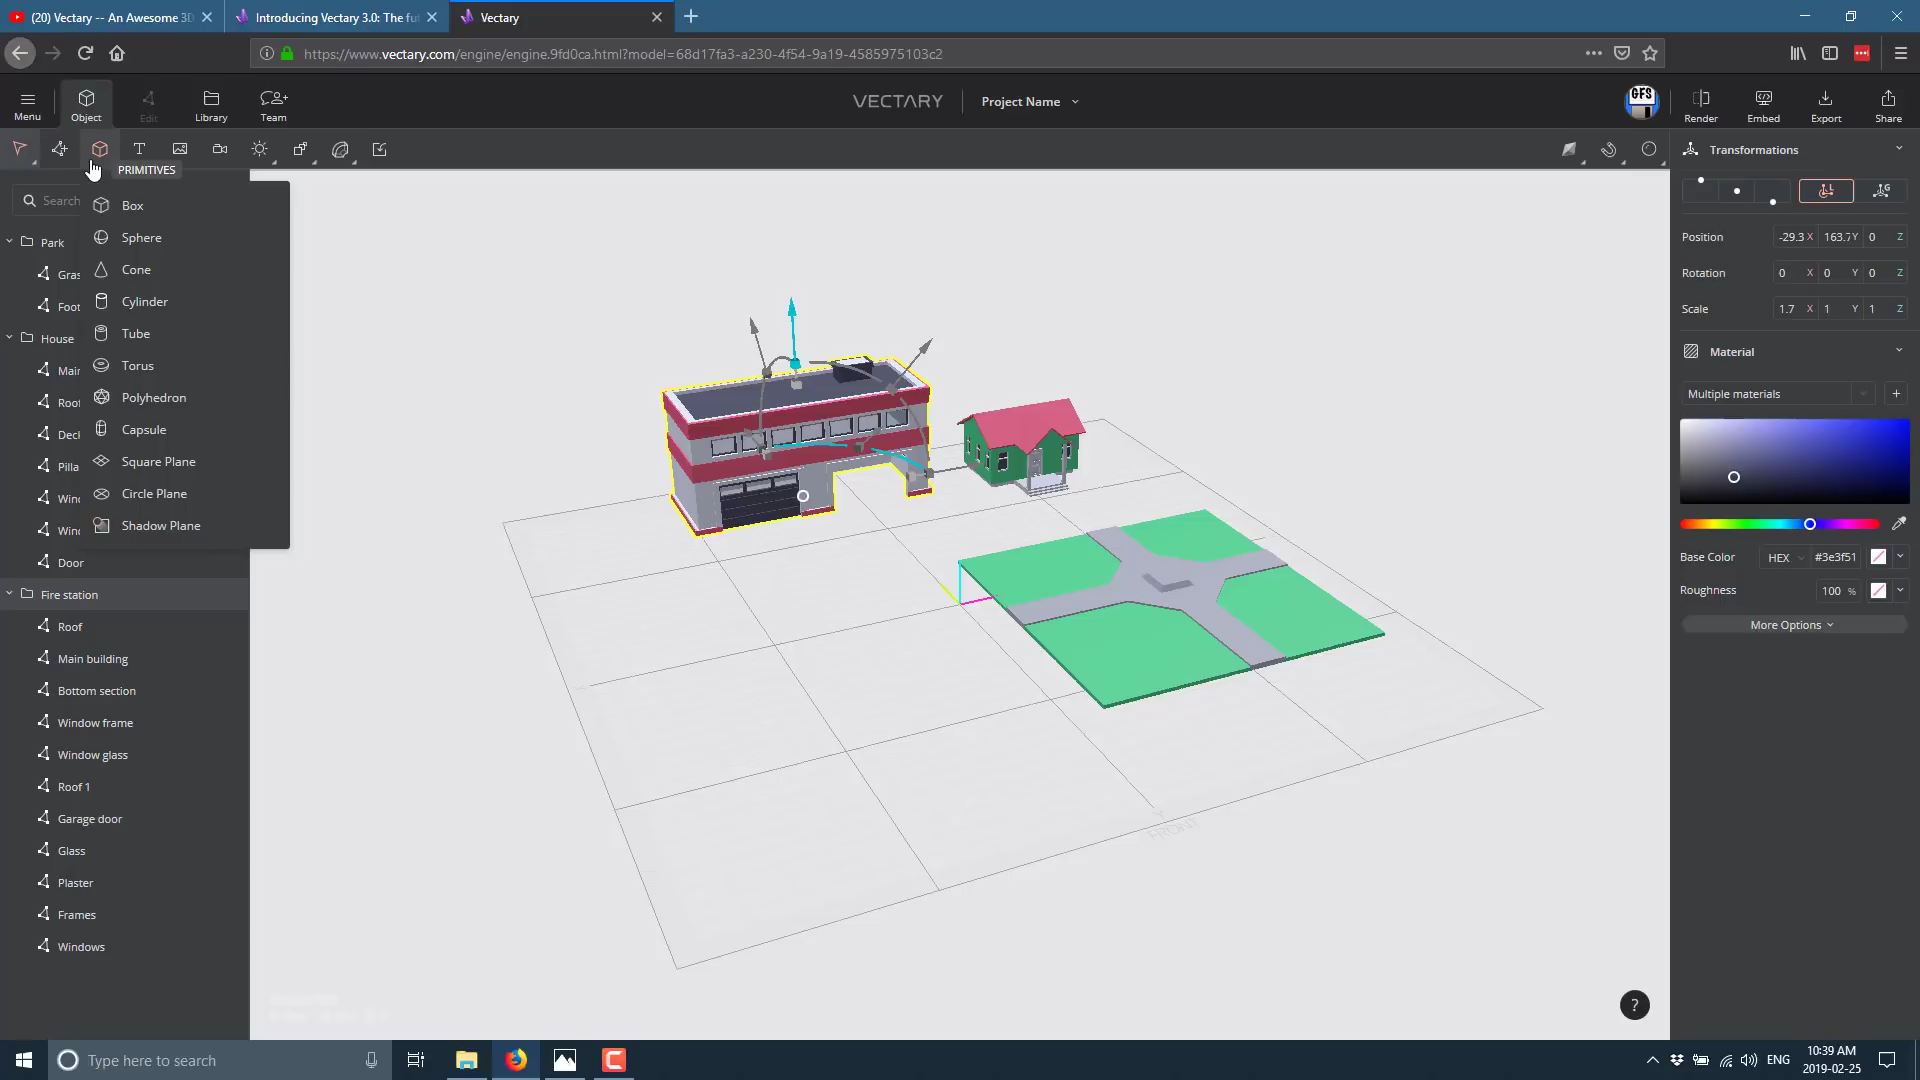 (20) Vectary -- An Awesome 3D
Introducing Vectary 3.0: The fu
Vectary
https://www.vectary.com/engine/engine.9fd0ca.html?model=68d17fa3-a230-4f54-9a19-4585975103c2
Menu
Object
Edit
Library
Team
VECTARY
Project Name
GFS
Render
Embed
Export
Share
PRIMITIVES
Search
Box
Sphere
Cone
Cylinder
Tube
Torus
Polyhedron
Capsule
Square Plane
Circle Plane
Shadow Plane
Park
Gras
Foot
House
Main
Roof
Deck
Pilla
Wind
Wind
Door
Fire station
Roof
Main building
Bottom section
Window frame
Window glass
Roof 1
Garage door
Glass
Plaster
Frames
Windows
Y
FRONT
Transformations
L
G
Position -29.3 X 163.7 Y 0 Z
Rotation 0 X 0 Y 0 Z
Scale 1.7 X 1 Y 1 Z
Material
Multiple materials
Base Color HEX #3e3f51
Roughness 100 %
More Options
?
Type here to search
ENG
10:39 AM
2019-02-25